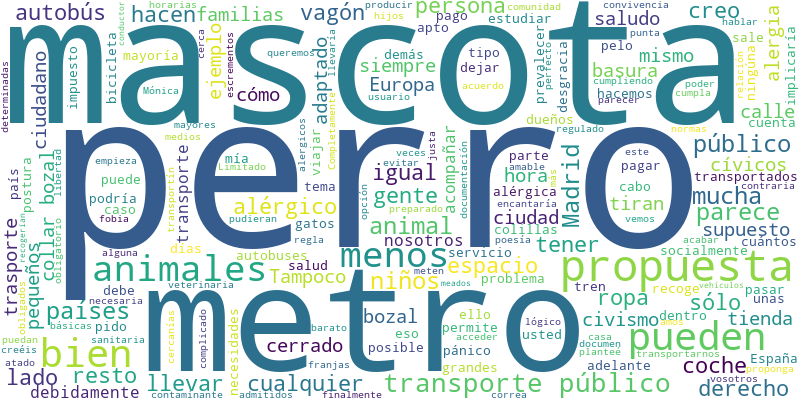 autobús hacen familias vagón persona pago producir hijos estudiar comunidad convivencia hablar creo saludo punta sale alergia
mascota
horarias conductor mayoría cerca queremos demás apto tipo dejar prevalecer desgracia pelo mismo ninguna relación
determinadas ciudadano impuesto Mónica bicicleta ejemplo escrementos cómo adaptado siempre Europa usuario acuerdo perfecto hacemos basura cumpliendo parecer poder cumpla implicaría
llevaría dueños calle cuenta
perro
mayores medios alérgicos Completamente viajar acompañar documentación regulado normas público
país postura libertad empieza mía Limitado veces evitar justa parte amable este pagar cívicos
trasporte collar bozal puede podría transporte transportín tema igual hora alérgica Madrid tiran transportados contraria
caso fobia alérgico gatos opción gente encantaría cabo mucha
recogerían obligatorio pudieran preparado animal ciudad colillas vemos parece
alguna días regla nosotros poesía acabar supuesto cuántos
pequeños animales autobuses menos tener socialmente
obligados debe salud Tampoco servicio espacio propuesta
veterinaria meten meados problema tren recoge vehículos pasar unas
países necesaria niños ropa sólo dentro
metro
básicas pido cercanías complicado necesidades barato bozal ello permite acceder eso usted lógico casa documen amos civismo tienda
puedan sanitaria cerrado posible pánico planteé pueden España
creéis bien franjas transportarnos vosotros proponga
atado resto admitidos grandes coche adelante
lado llevar cualquier transporte público derecho
debidamente contaminante finalmente correa